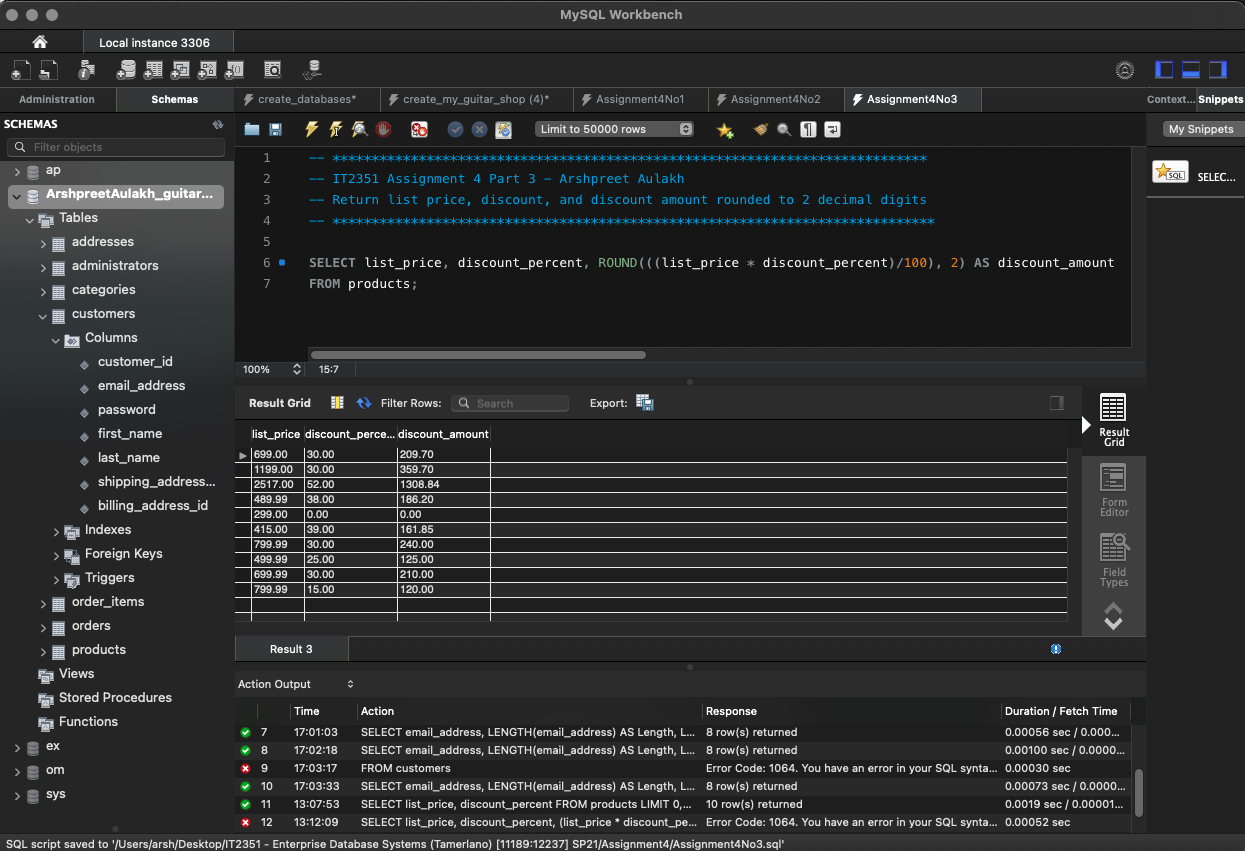 MySQL Workbench
Local instance 3306
Administration
Schemas
create_databases*
create_my_guitar_shop (4)*
Assignment4No1
Assignment4No2
Assignment4No3
Context...
Snippets
SCHEMAS
Filter objects
Limit to 50000 rows
My Snippets
SQL
SELEC...
ap
ArshpreetAulakh_guitar...
Tables
addresses
administrators
categories
customers
Columns
customer_id
email_address
password
first_name
last_name
shipping_address...
billing_address_id
Indexes
Foreign Keys
Triggers
order_items
orders
products
Views
Stored Procedures
Functions
ex
om
sys
1 -- ****************************************************************************
2 -- IT2351 Assignment 4 Part 3 - Arshpreet Aulakh
3 -- Return list price, discount, and discount amount rounded to 2 decimal digits
4 -- *****************************************************************************
5
6 SELECT list_price, discount_percent, ROUND(((list_price * discount_percent)/100), 2) AS discount_amount
7 FROM products;
100% 15:7
Result Grid Filter Rows: Search Export:
list_price discount_perce... discount_amount
699.00 30.00 209.70
1199.00 30.00 359.70
2517.00 52.00 1308.84
489.99 38.00 186.20
299.00 0.00 0.00
415.00 39.00 161.85
799.99 30.00 240.00
499.99 25.00 125.00
699.99 30.00 210.00
799.99 15.00 120.00
Result
Grid
Form
Editor
Field
Types
Result 3
Action Output
Time Action Response Duration / Fetch Time
7 17:01:03 SELECT email_address, LENGTH(email_address) AS Length, L... 8 row(s) returned 0.00056 sec / 0.000...
8 17:02:18 SELECT email_address, LENGTH(email_address) AS Length, L... 8 row(s) returned 0.00100 sec / 0.0000...
9 17:03:17 FROM customers Error Code: 1064. You have an error in your SQL synta... 0.00030 sec
10 17:03:33 SELECT email_address, LENGTH(email_address) AS Length, L... 8 row(s) returned 0.00073 sec / 0.0000...
11 13:07:53 SELECT list_price, discount_percent FROM products LIMIT 0,... 10 row(s) returned 0.0019 sec / 0.00001...
12 13:12:09 SELECT list_price, discount_percent, (list_price * discount_pe... Error Code: 1064. You have an error in your SQL synta... 0.00052 sec
SQL script saved to '/Users/arsh/Desktop/IT2351 - Enterprise Database Systems (Tamerlano) [11189:12237] SP21/Assignment4/Assignment4No3.sql'